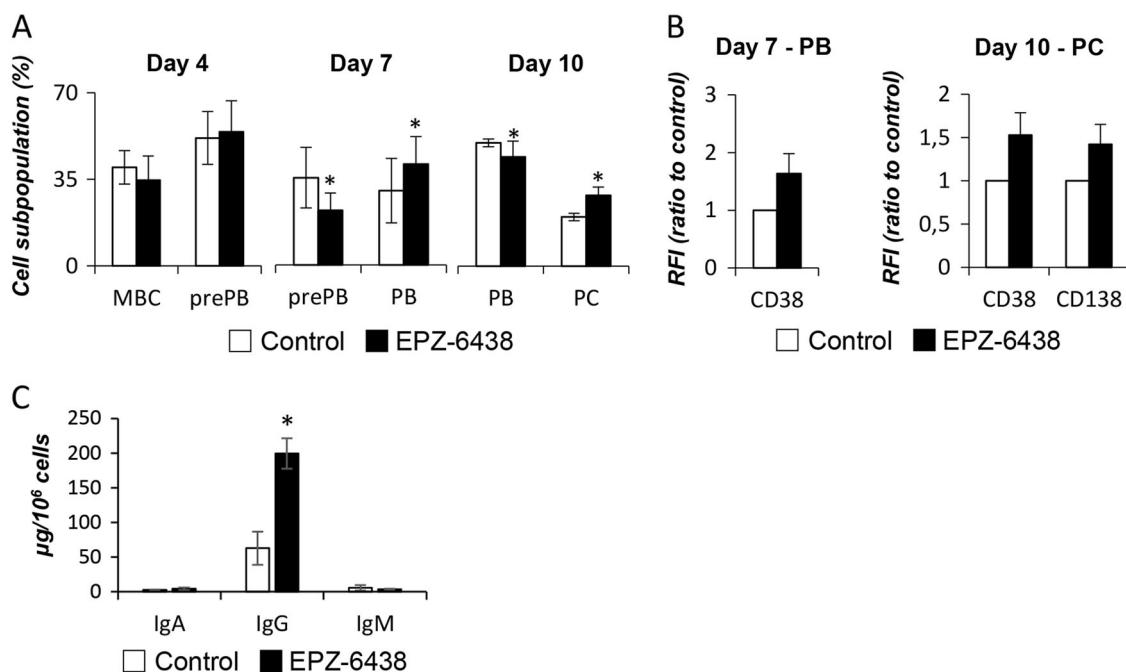 A
Day 4 Day 7 Day 10
Cell subpopulation (%)
70
35
0
* * * *
MBC prePB prePB PB PB PC
Control EPZ-6438
B
Day 7 - PB
RFI (ratio to control)
3
2
1
0
CD38
Day 10 - PC
RFI (ratio to control)
2
1,5
1
0,5
0
CD38 CD138
Control EPZ-6438
C
µg/10⁶ cells
250
200
150
100
50
0
*
IgA IgG IgM
Control EPZ-6438